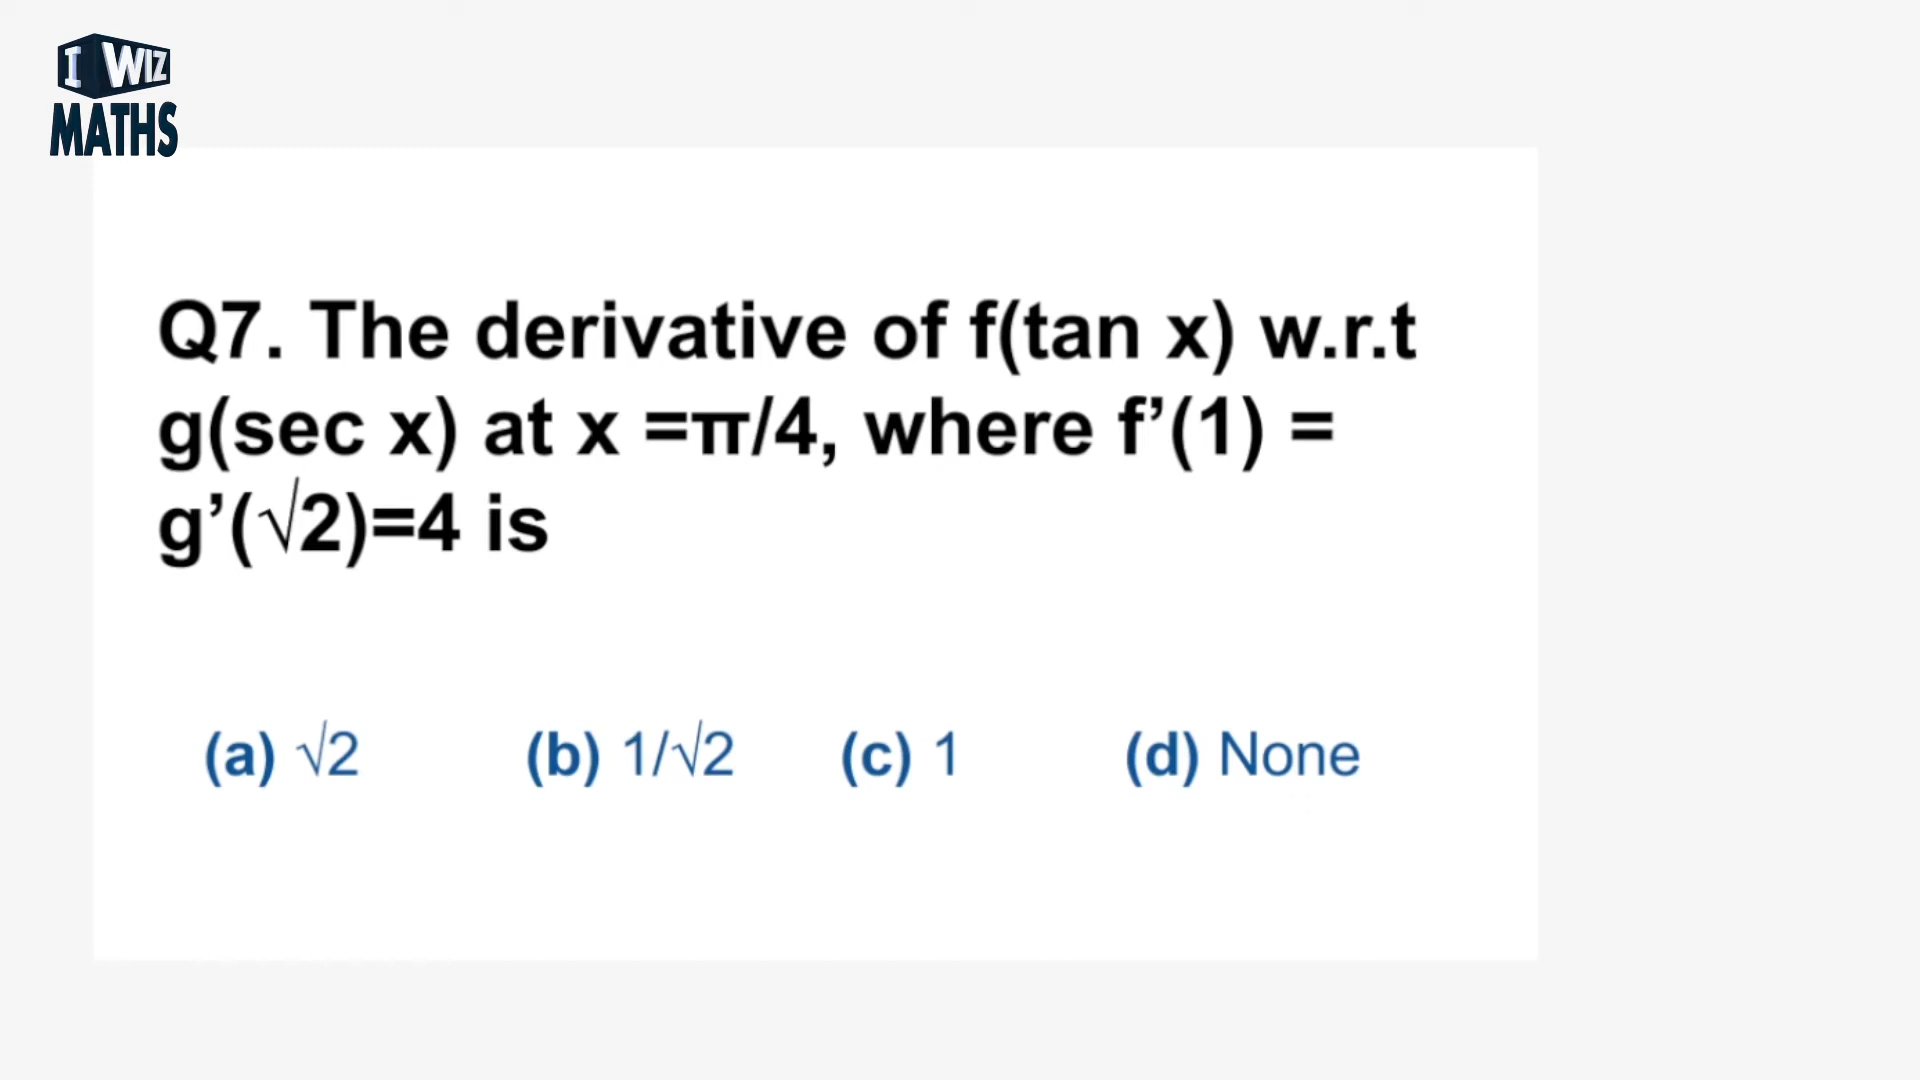 I WIZ
MATHS
Q7. The derivative of f(tan x) w.r.t
g(sec x) at x =π/4, where f’(1) =
g’(√2)=4 is
(a) √2 (b) 1/√2 (c) 1 (d) None